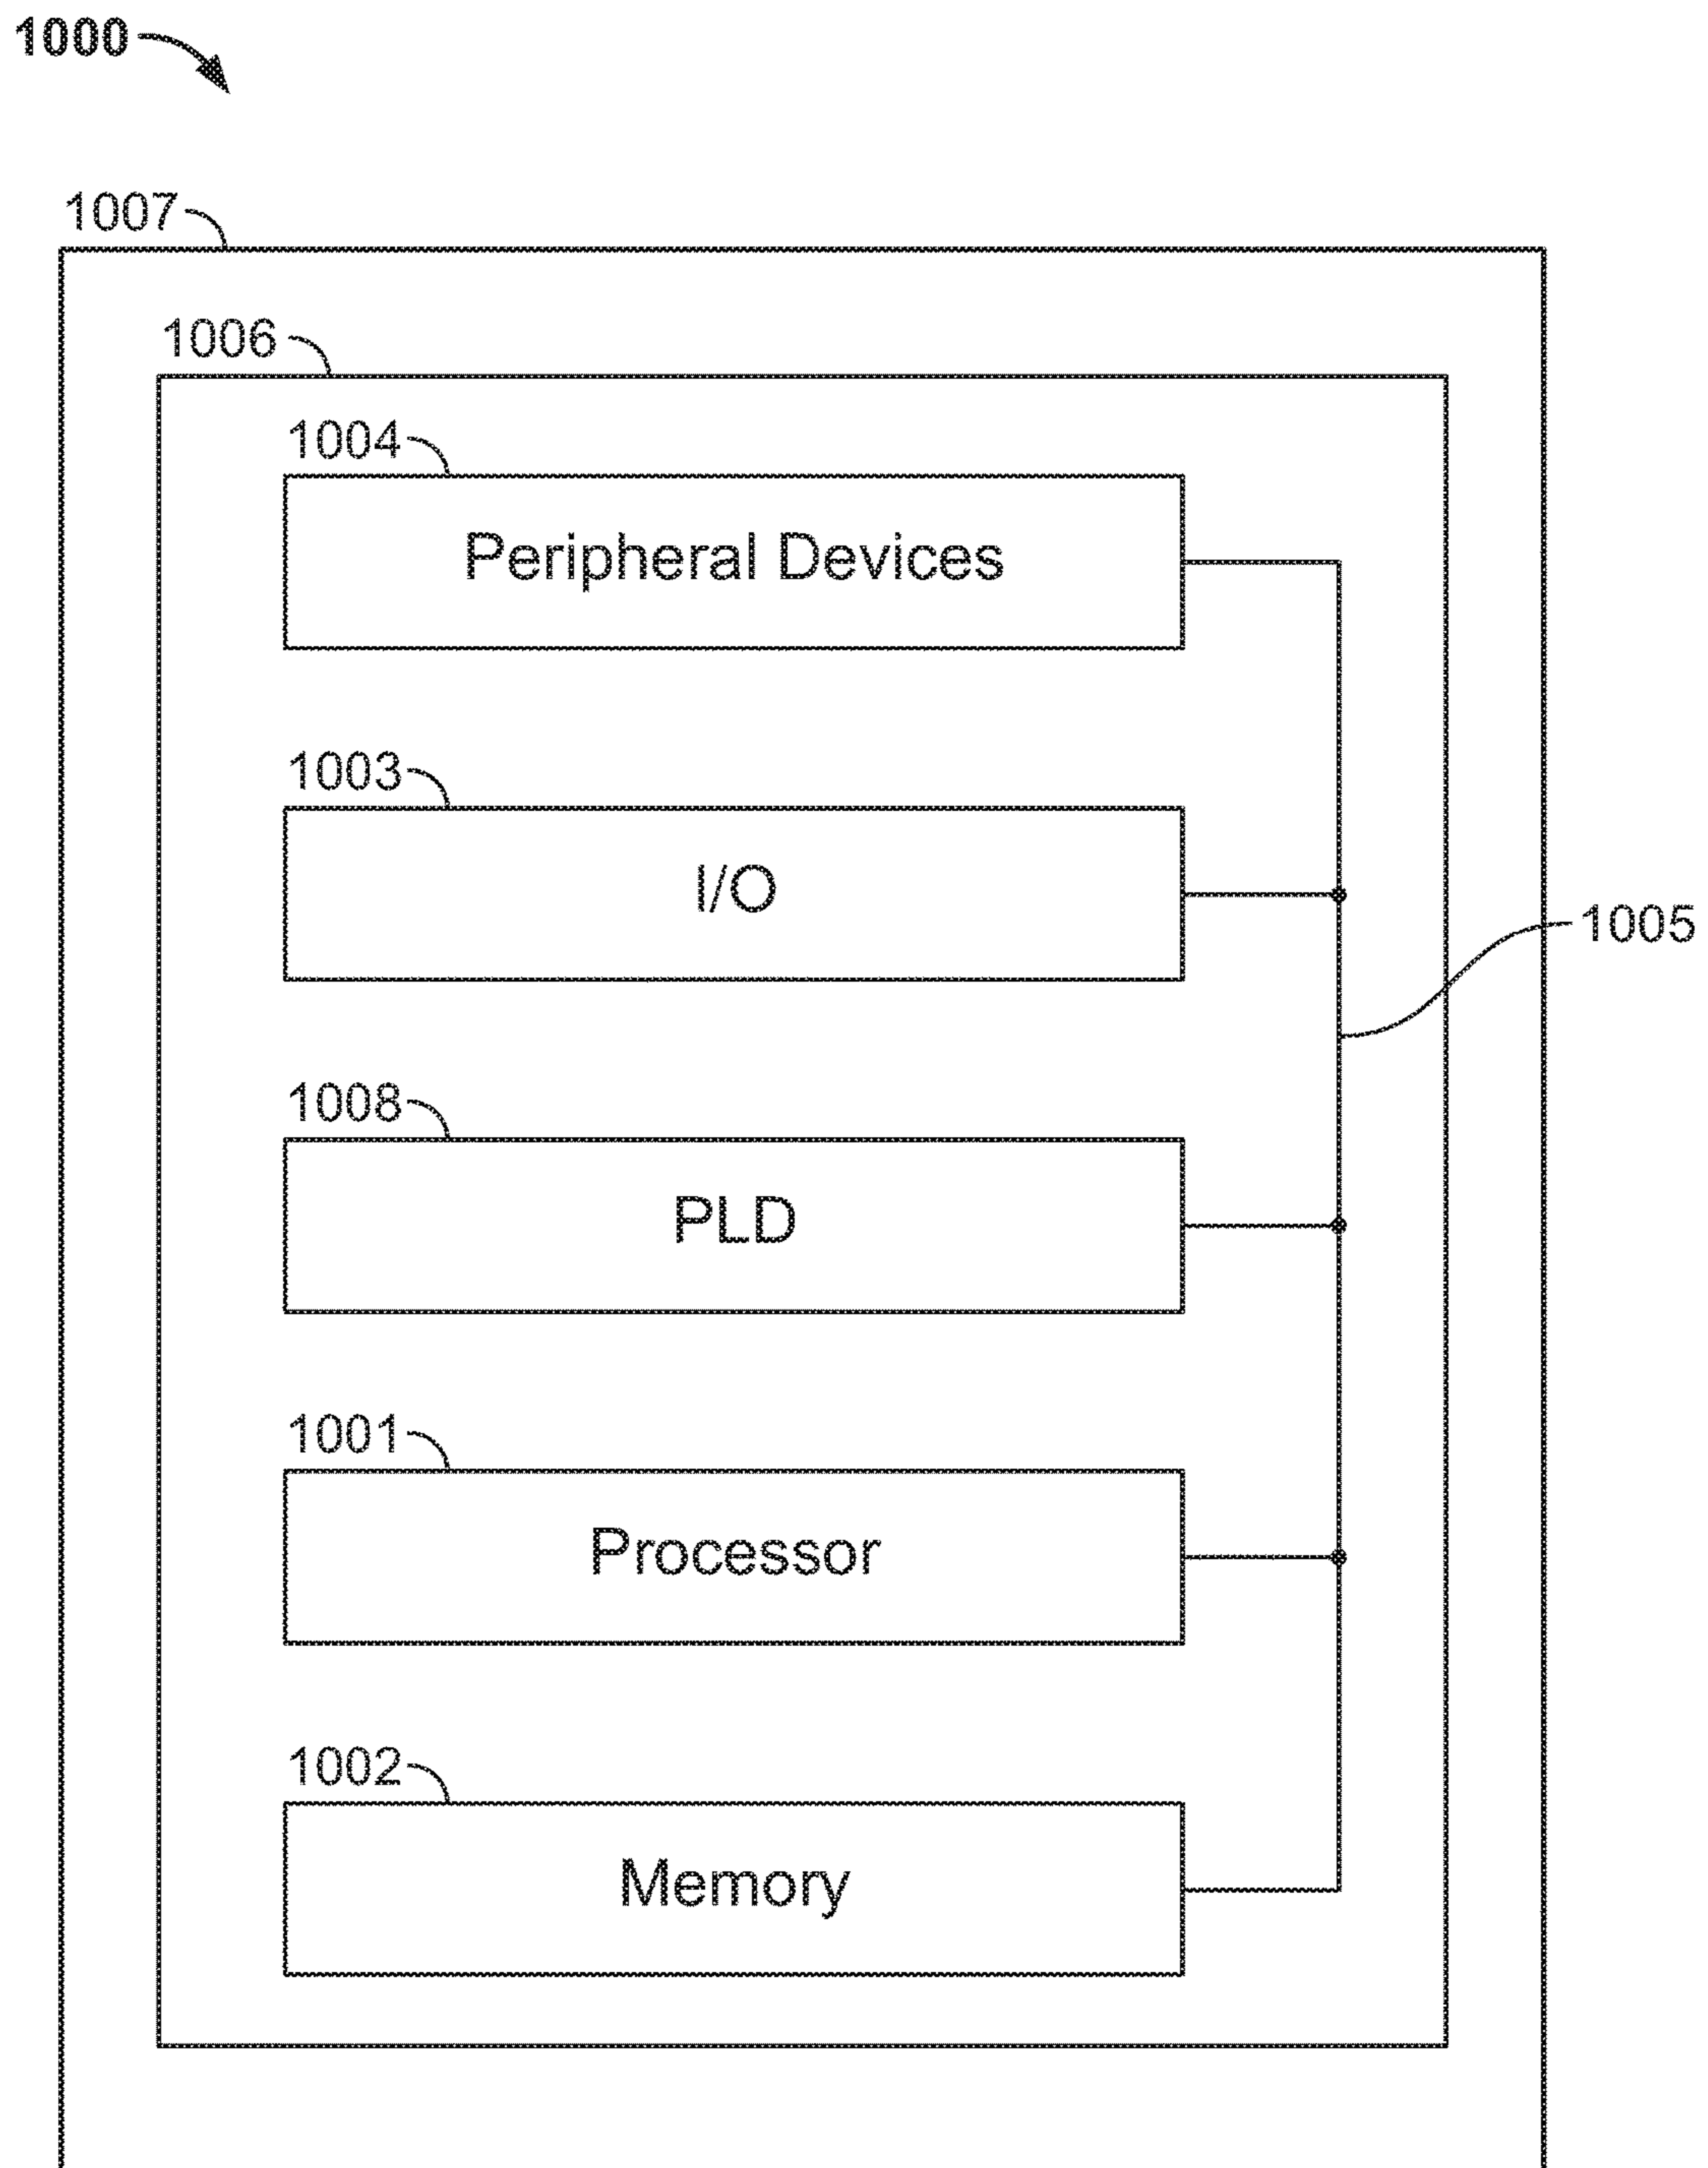 1000
1007
1006
1004
Peripheral Devices
1003
I/O
1005
1008
PLD
1001
Processor
1002
Memory